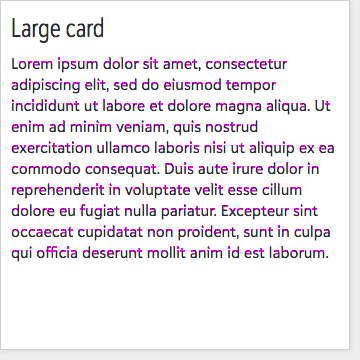 Large card
Lorem ipsum dolor sit amet, consectetur
adipiscing elit, sed do eiusmod tempor
incididunt ut labore et dolore magna aliqua. Ut
enim ad minim veniam, quis nostrud
exercitation ullamco laboris nisi ut aliquip ex ea
commodo consequat. Duis aute irure dolor in
reprehenderit in voluptate velit esse cillum
dolore eu fugiat nulla pariatur. Excepteur sint
occaecat cupidatat non proident, sunt in culpa
qui officia deserunt mollit anim id est laborum.